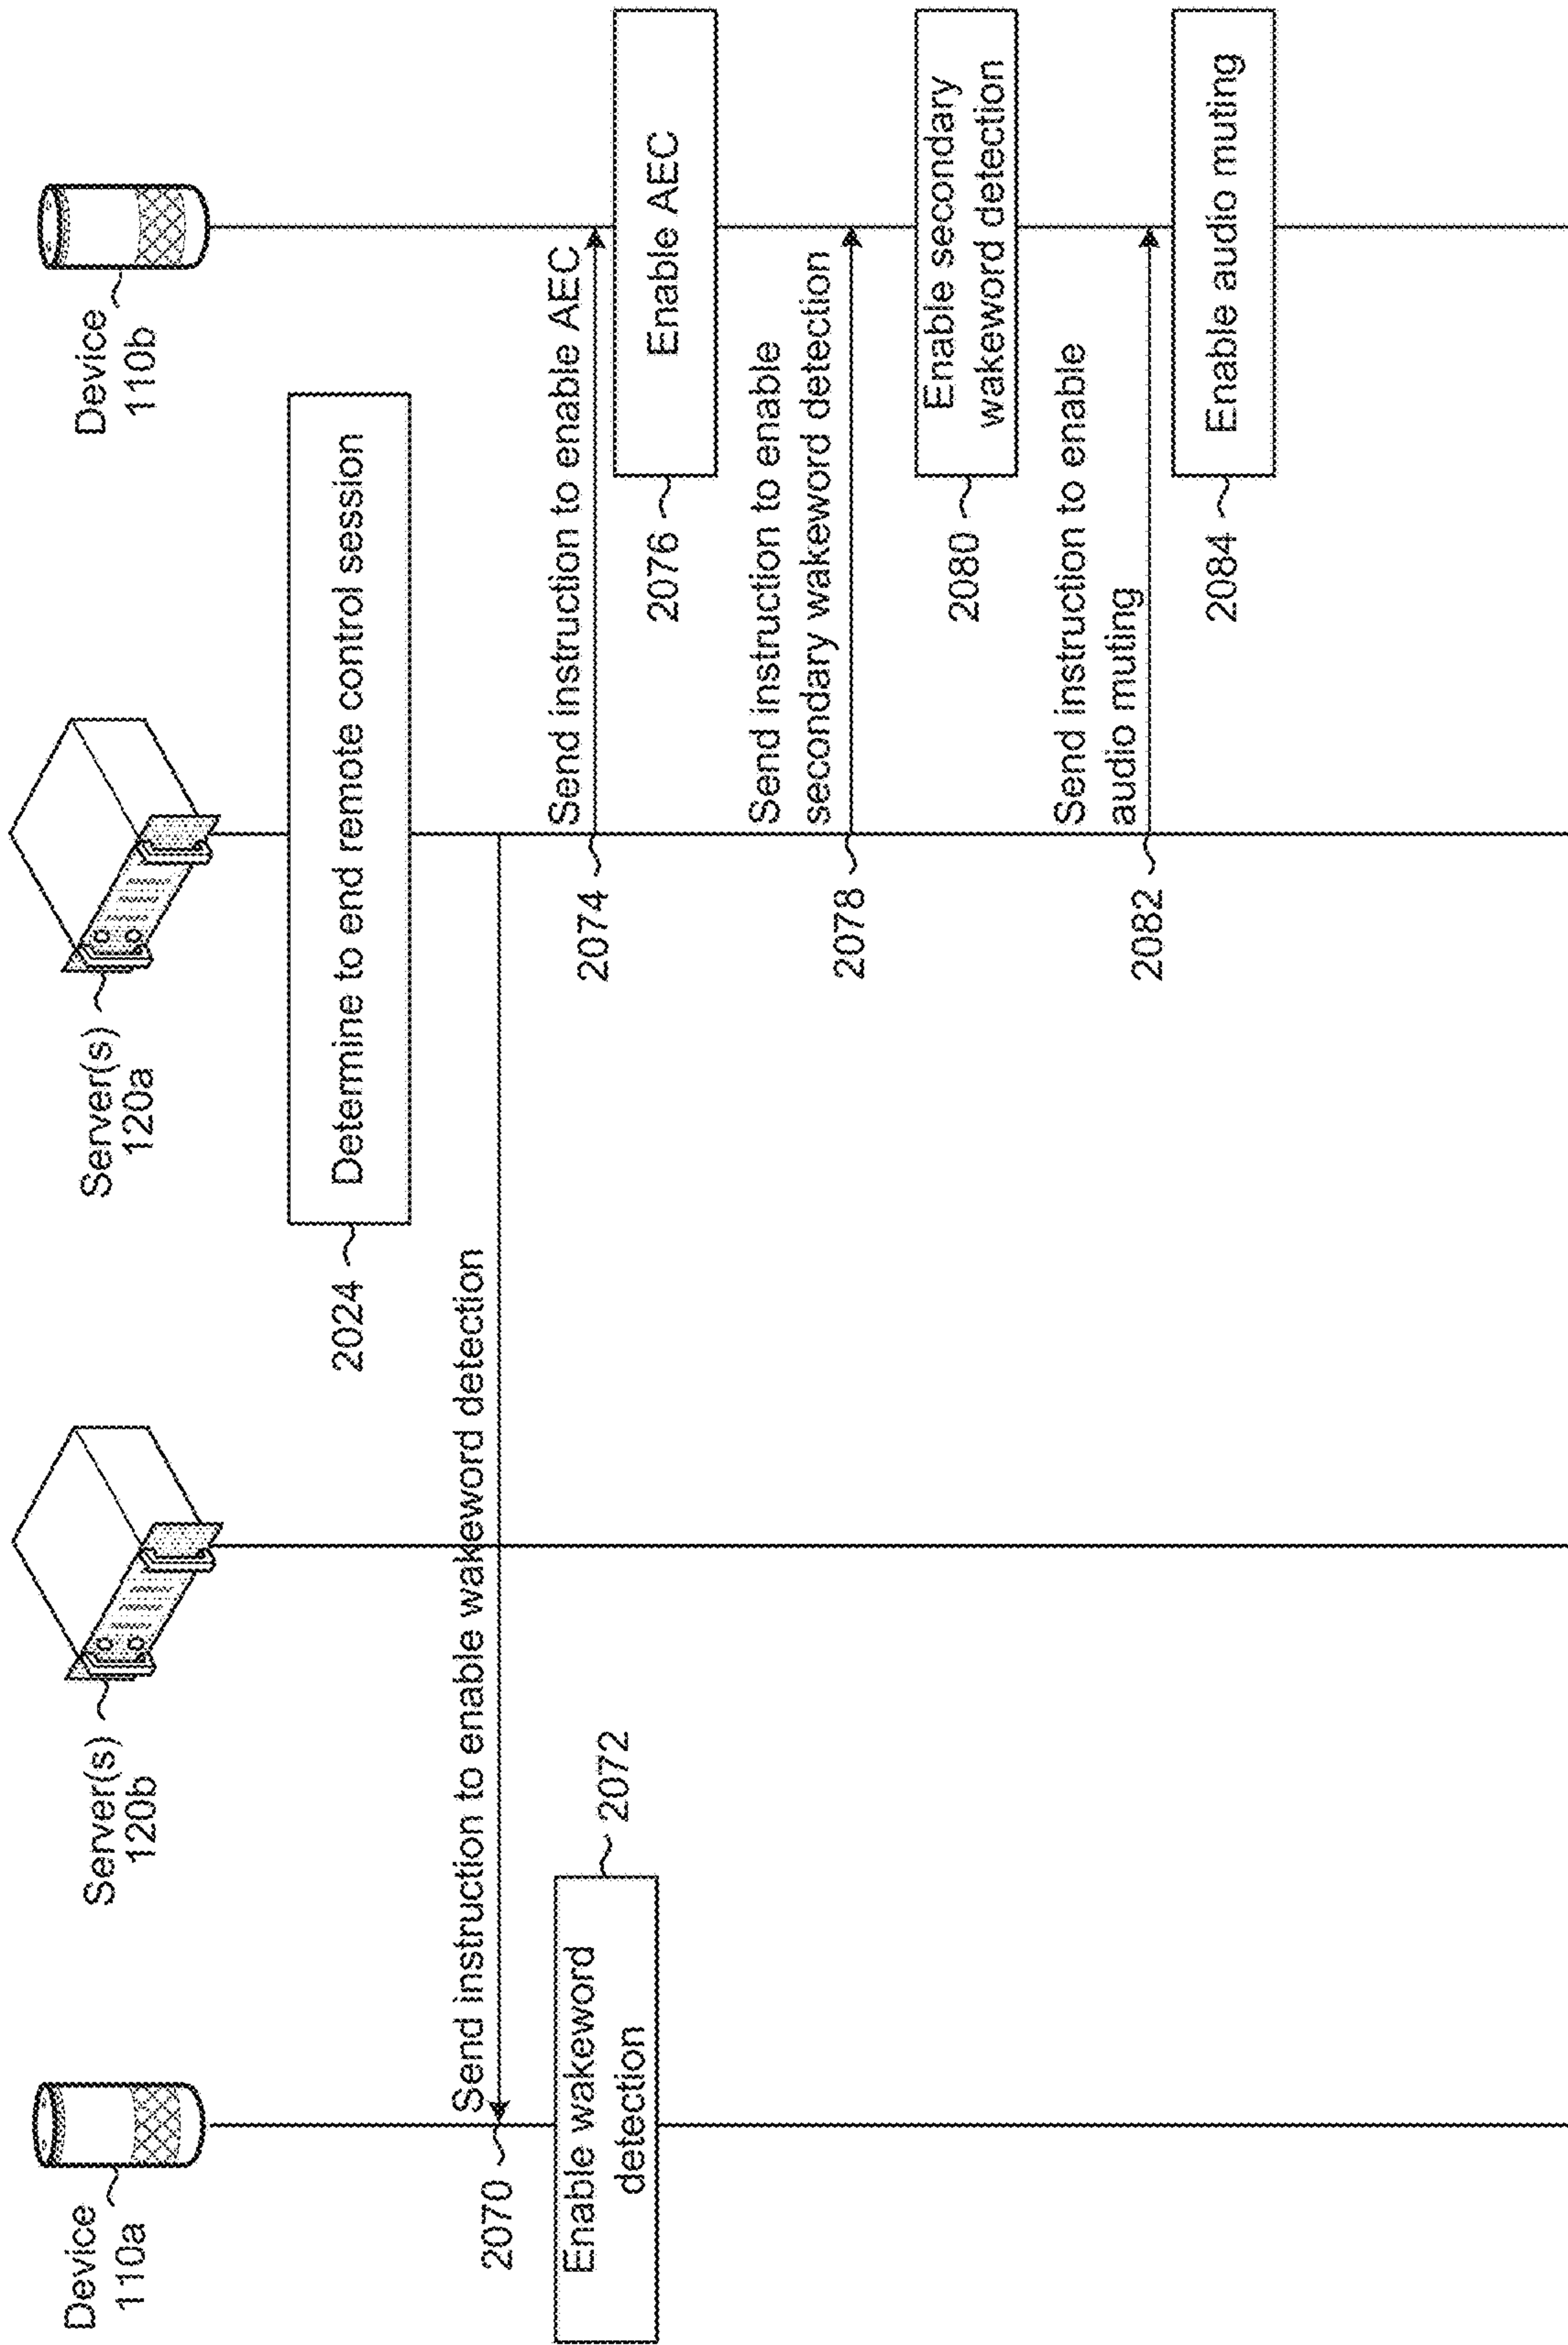 Device
110a
Server(s)
120b
Server(s)
120a
Device
110b
2024
Determine to end remote control session
Send instruction to enable wakeword detection
2070
Enable wakeword
detection
2072
Send instruction to enable AEC
2074
Enable AEC
2076
Send instruction to enable
secondary wakeword detection
2078
Enable secondary
wakeword detection
2080
Send instruction to enable
audio muting
2082
Enable audio muting
2084